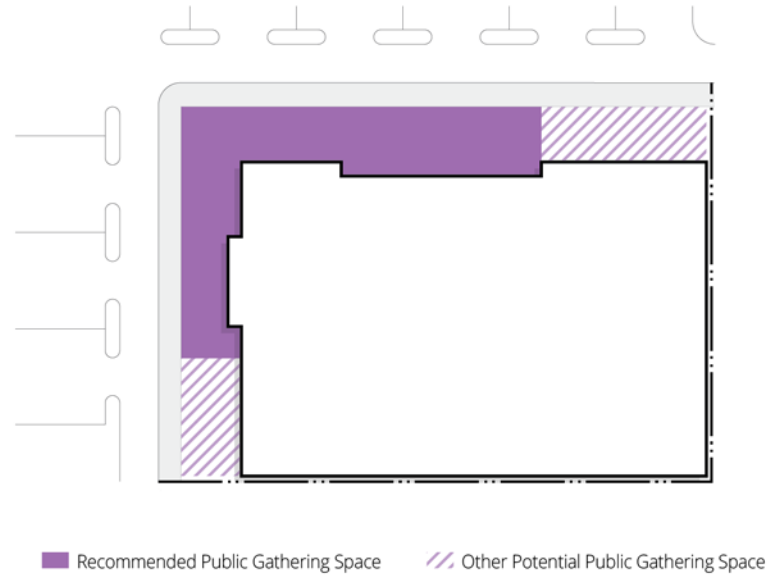 Recommended Public Gathering Space
Other Potential Public Gathering Space